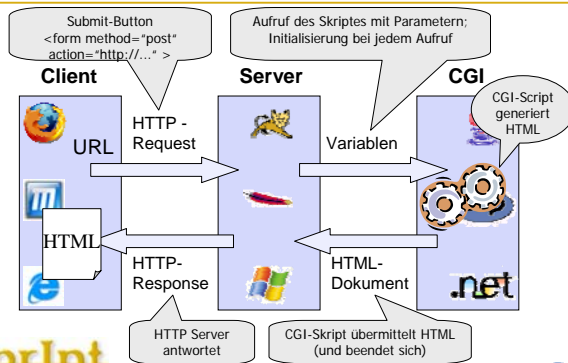 Submit-Button
<form method="post"
action="http://..." >
Aufruf des Skriptes mit Parametern;
Initialisierung bei jedem Aufruf
Client
Server
CGI
CGI-Script
generiert
HTML
HTTP -
Request
URL
Variablen
HTML
HTTP-
Response
HTML-
Dokument
.net
HTTP Server
antwortet
CGI-Skript übermittelt HTML
(und beendet sich)